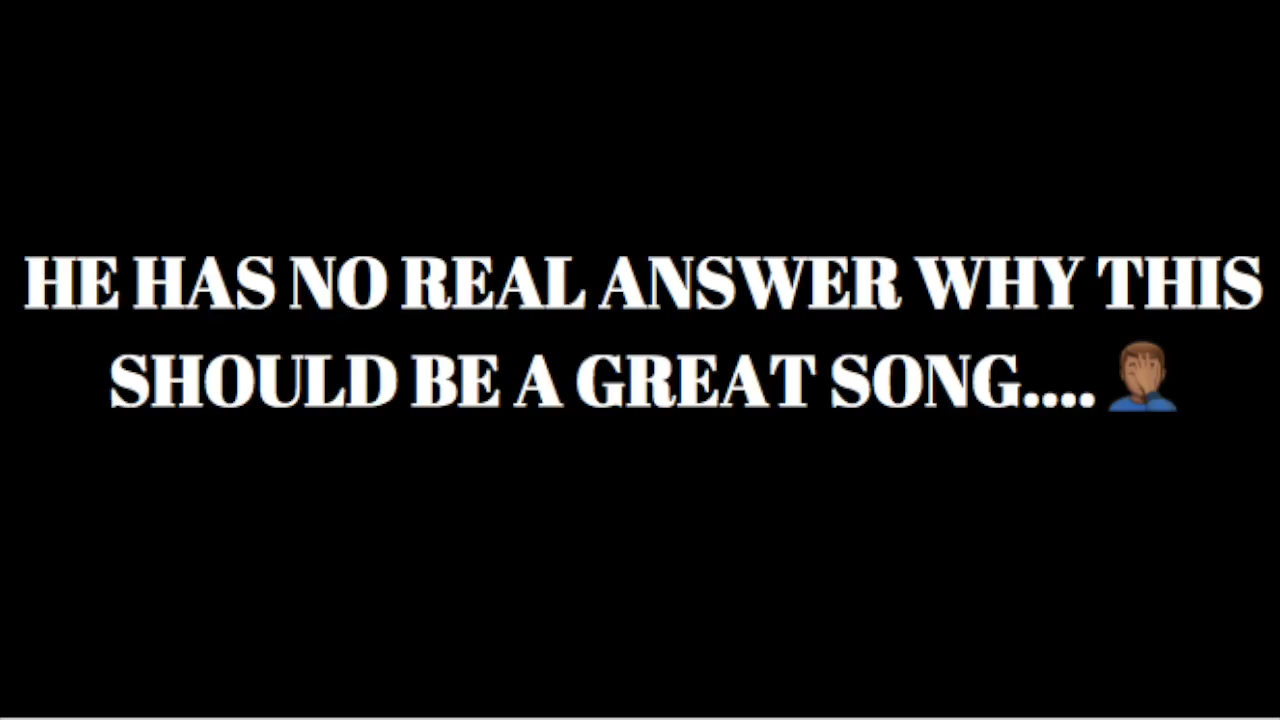 HE HAS NO REAL ANSWER WHY THIS
SHOULD BE A GREAT SONG....🤦🏽‍♂️